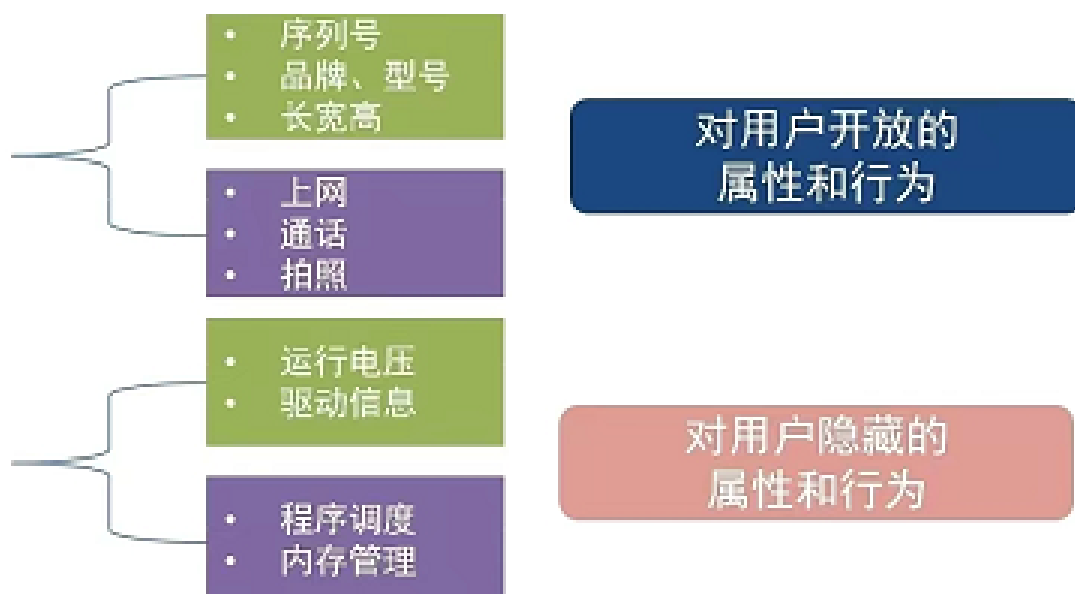 • 序列号
• 品牌、型号
• 长宽高
对用户开放的
属性和行为
• 上网
• 通话
• 拍照
• 运行电压
• 驱动信息
对用户隐藏的
属性和行为
• 程序调度
• 内存管理